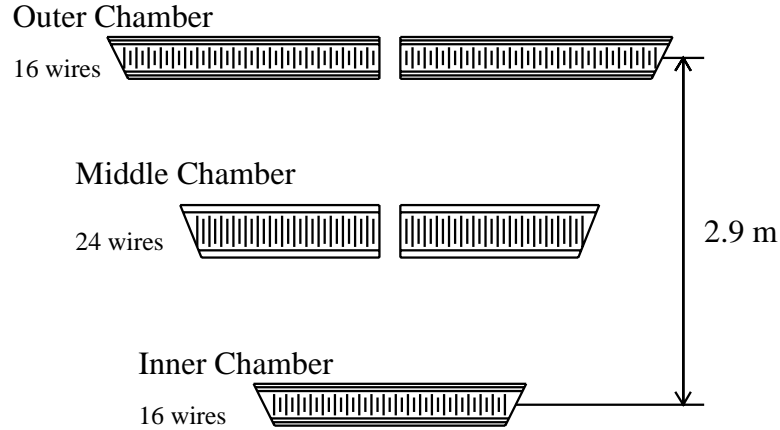 Outer Chamber
16 wires
Middle Chamber
24 wires
2.9 m
Inner Chamber
16 wires